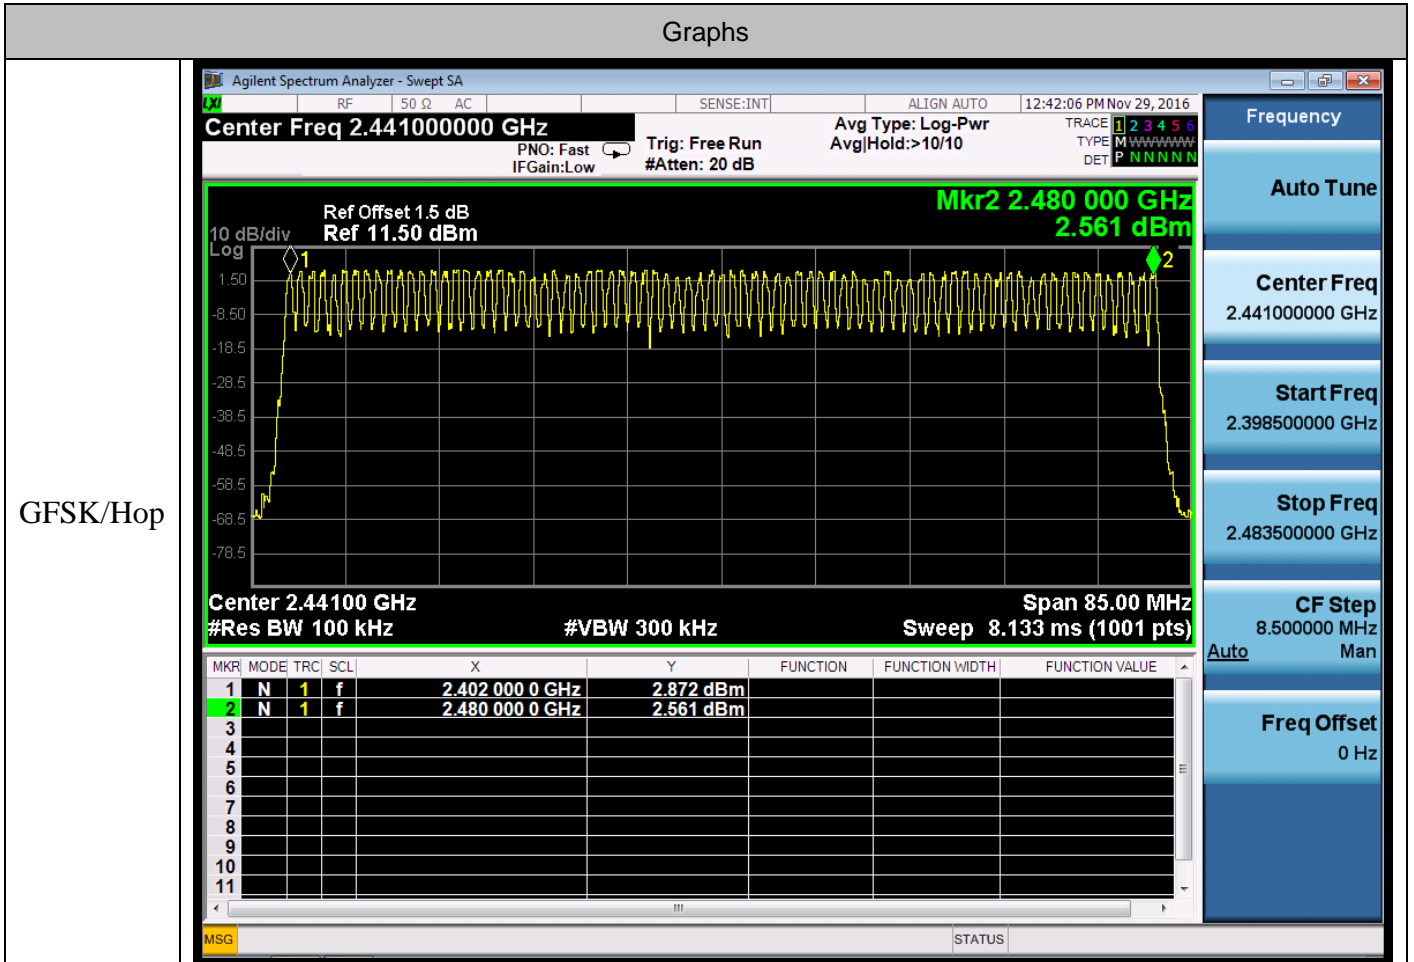 Graphs
GFSK/Hop
Agilent Spectrum Analyzer - Swept SA
LXI RF 50 Ω AC SENSE:INT ALIGN AUTO 12:42:06 PM Nov 29, 2016
Center Freq 2.441000000 GHz
PNO: Fast
IFGain:Low
Trig: Free Run
#Atten: 20 dB
Avg Type: Log-Pwr
Avg|Hold:>10/10
TRACE 1 2 3 4 5 6
TYPE M WWWWW
DET P N N N N N
Mkr2 2.480 000 GHz
2.561 dBm
Ref Offset 1.5 dB
10 dB/div Ref 11.50 dBm
Log
1
2
1.50
-8.50
-18.5
-28.5
-38.5
-48.5
-58.5
-68.5
-78.5
Center 2.44100 GHz Span 85.00 MHz
#Res BW 100 kHz #VBW 300 kHz Sweep 8.133 ms (1001 pts)
MKR MODE TRC SCL X Y FUNCTION FUNCTION WIDTH FUNCTION VALUE
1 N 1 f 2.402 000 0 GHz 2.872 dBm
2 N 1 f 2.480 000 0 GHz 2.561 dBm
3
4
5
6
7
8
9
10
11
MSG STATUS
Frequency
Auto Tune
Center Freq
2.441000000 GHz
Start Freq
2.398500000 GHz
Stop Freq
2.483500000 GHz
CF Step
8.500000 MHz
Auto Man
Freq Offset
0 Hz